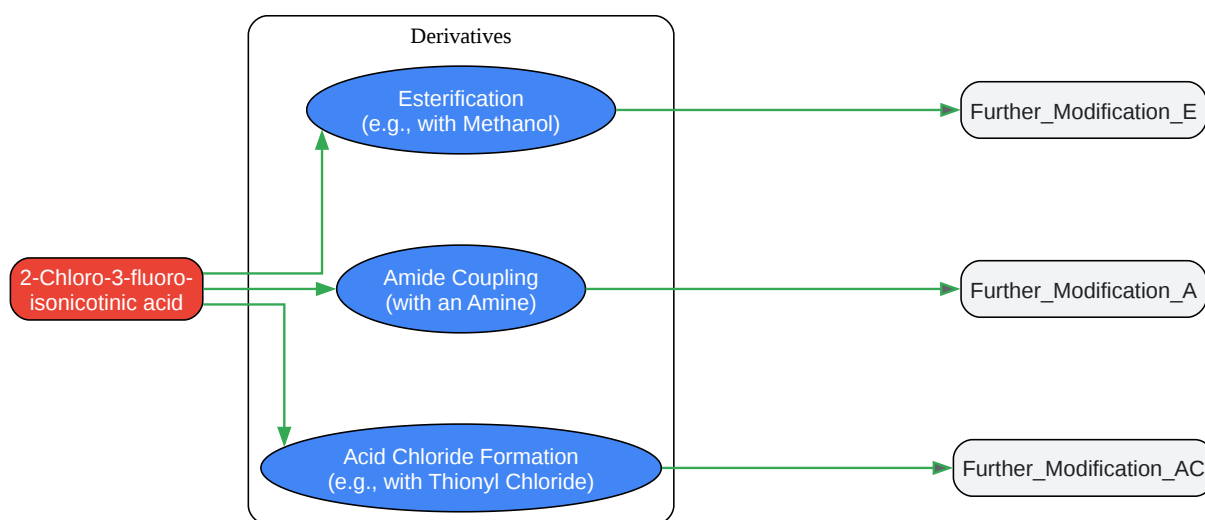 Derivatives
Esterification
(e.g., with Methanol)
Further_Modification_E
2-Chloro-3-fluoro-
isonicotinic acid
Amide Coupling
(with an Amine)
Further_Modification_A
Acid Chloride Formation
(e.g., with Thionyl Chloride)
Further_Modification_AC